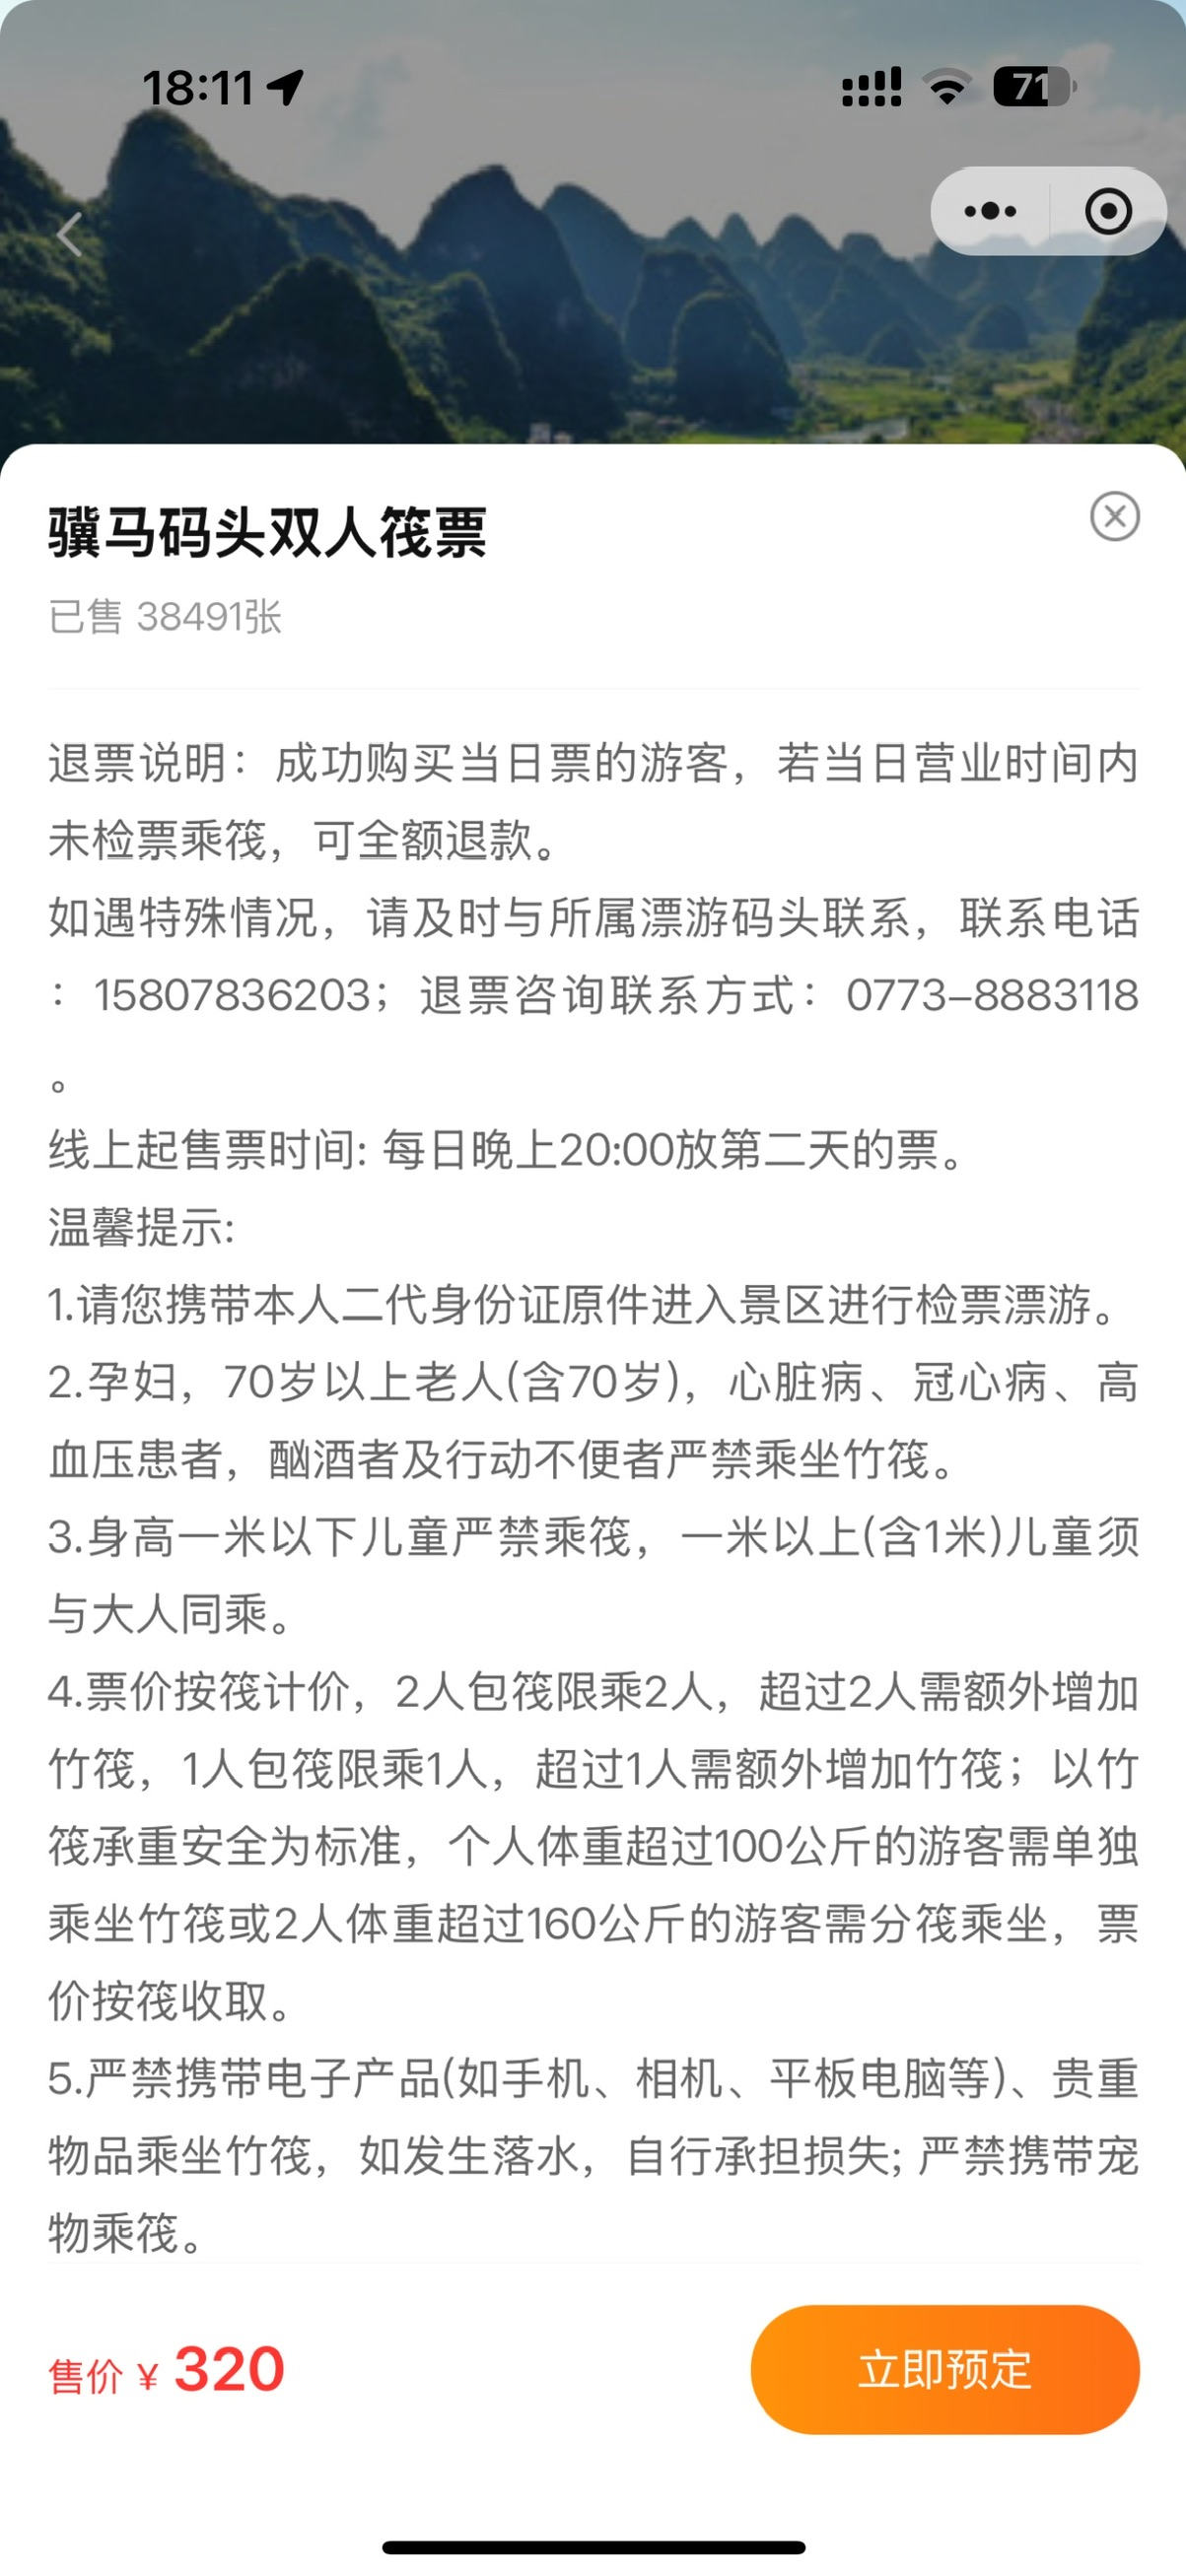 18:11
71
骥马码头双人筏票
已售 38491张
退票说明：成功购买当日票的游客，若当日营业时间内
未检票乘筏，可全额退款。
如遇特殊情况，请及时与所属漂游码头联系，联系电话
：15807836203；退票咨询联系方式：0773-8883118
。
线上起售票时间: 每日晚上20:00放第二天的票。
温馨提示:
1.请您携带本人二代身份证原件进入景区进行检票漂游。
2.孕妇，70岁以上老人(含70岁)，心脏病、冠心病、高
血压患者，酗酒者及行动不便者严禁乘坐竹筏。
3.身高一米以下儿童严禁乘筏，一米以上(含1米)儿童须
与大人同乘。
4.票价按筏计价，2人包筏限乘2人，超过2人需额外增加
竹筏，1人包筏限乘1人，超过1人需额外增加竹筏；以竹
筏承重安全为标准，个人体重超过100公斤的游客需单独
乘坐竹筏或2人体重超过160公斤的游客需分筏乘坐，票
价按筏收取。
5.严禁携带电子产品(如手机、相机、平板电脑等)、贵重
物品乘坐竹筏，如发生落水，自行承担损失; 严禁携带宠
物乘筏。
售价 ¥ 320
立即预定